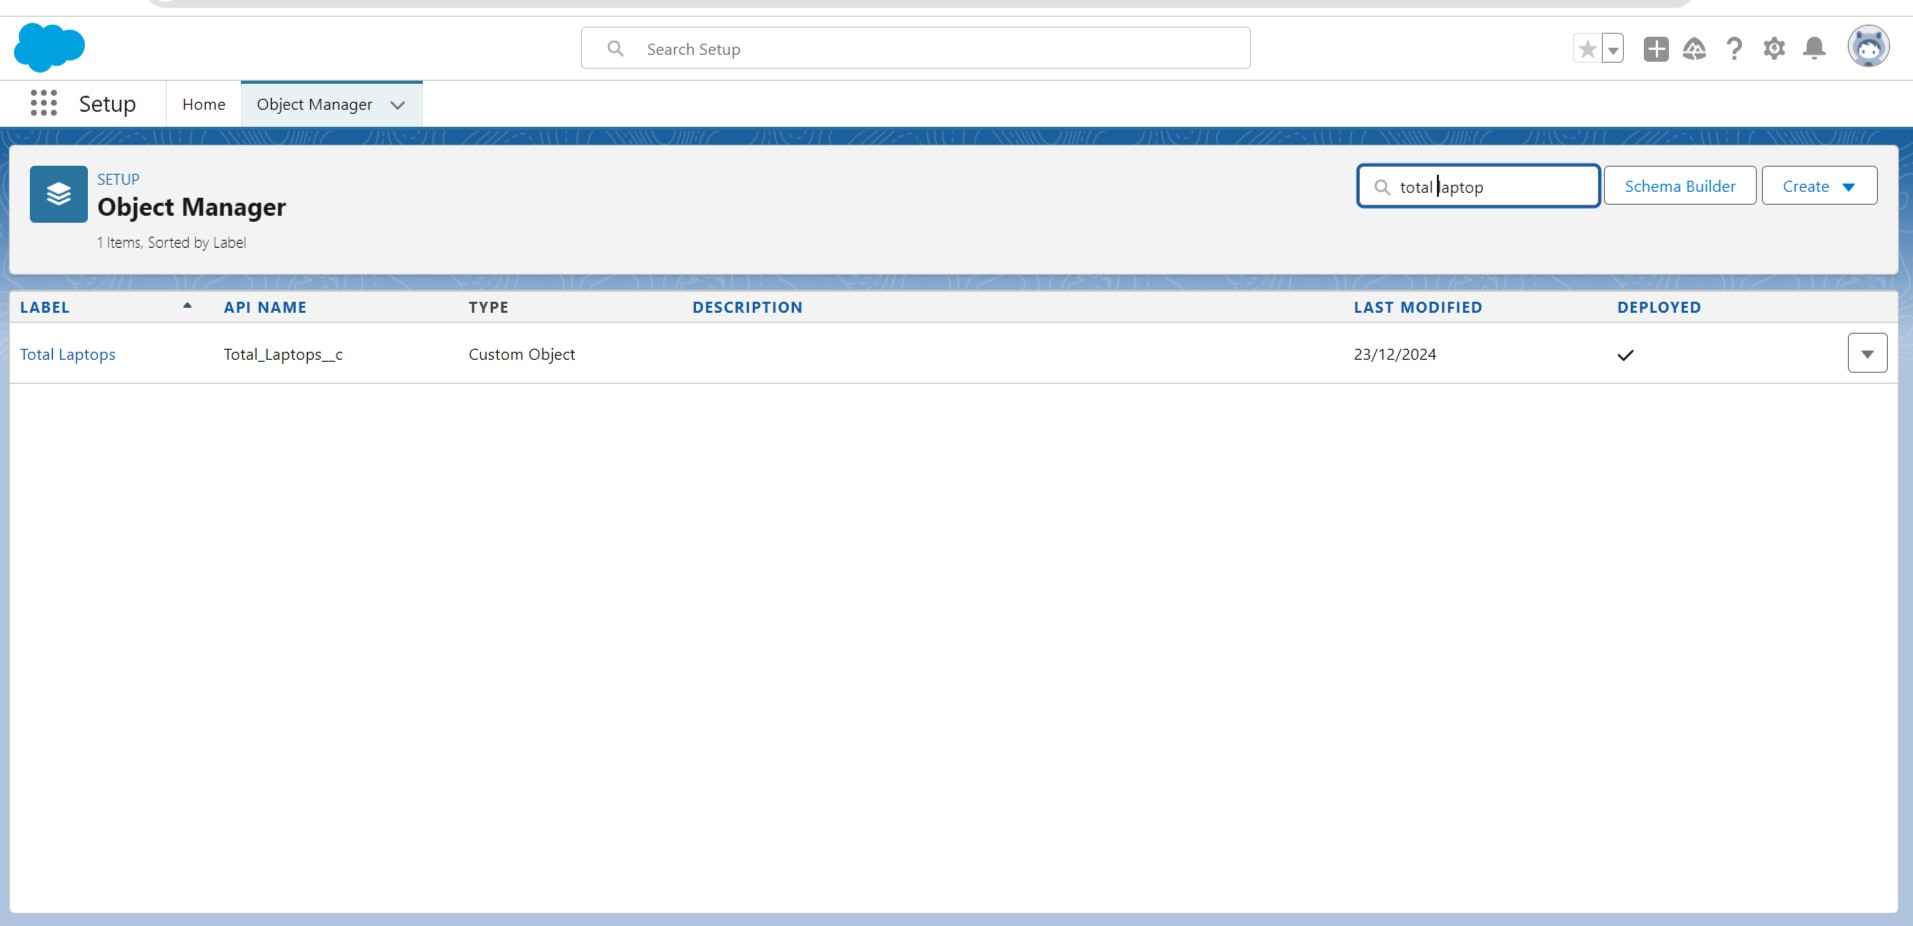 Search Setup
Setup
Home
Object Manager
SETUP
Object Manager
1 Items, Sorted by Label
total laptop
Schema Builder
Create
LABEL API NAME TYPE DESCRIPTION LAST MODIFIED DEPLOYED
Total Laptops Total_Laptops__c Custom Object 23/12/2024